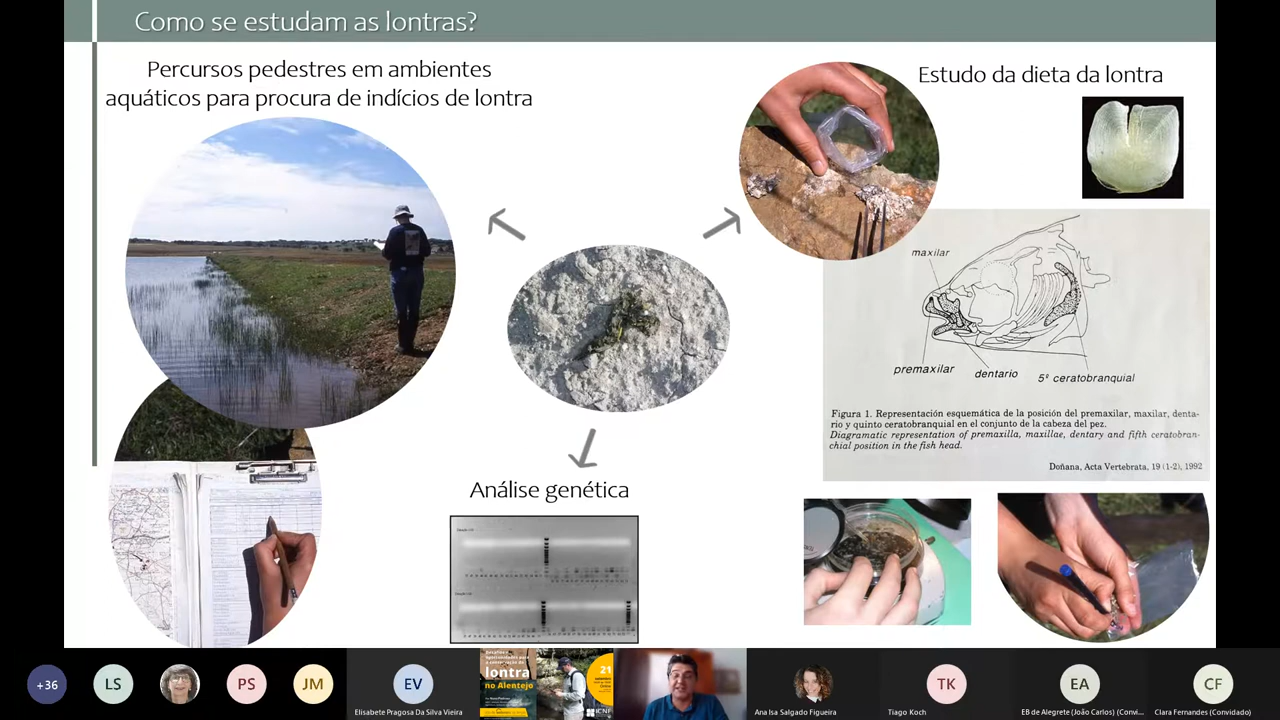 Como se estudam as lontras?
Percursos pedestres em ambientes
aquáticos para procura de indícios de lontra
Estudo da dieta da lontra
maxilar
premaxilar
dentario
5º ceratobranquial
Figura 1. Representación esquemática de la posición del premaxilar, maxilar, denta-
rio y quinto ceratobranquial en el conjunto de la cabeza del pez.
Diagramatic representation of premaxilla, maxillae, dentary and fifth ceratobran-
chial position in the fish head.
Doñana, Acta Vertebrata, 19 (1-2), 1992
Análise genética
+36
LS
PS
JM
EV
Elisabete Pragosa Da Silva Vieira
lontra
no Alentejo
21
ICNF
Ana Isa Salgado Figueira
TK
Tiago Koch
EA
EB de Alegrete (João Carlos) (Convi...
CF
Clara Fernandes (Convidado)